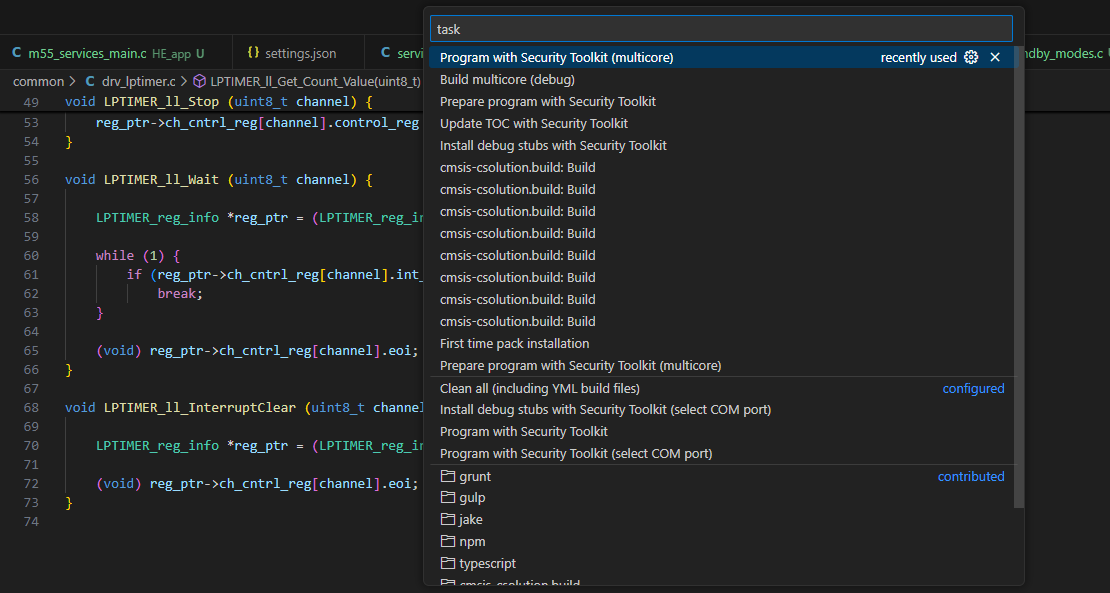 task
m55_services_main.c HE_app U
{} settings.json
C servi
ndby_modes.c
common > C drv_lptimer.c > LPTIMER_ll_Get_Count_Value(uint8_t)
49 void LPTIMER_ll_Stop (uint8_t channel) {
53 reg_ptr->ch_cntrl_reg[channel].control_reg
54 }
55
56 void LPTIMER_ll_Wait (uint8_t channel) {
57
58 LPTIMER_reg_info *reg_ptr = (LPTIMER_reg_in
59
60 while (1) {
61 if (reg_ptr->ch_cntrl_reg[channel].int_
62 break;
63 }
64
65 (void) reg_ptr->ch_cntrl_reg[channel].eoi;
66 }
67
68 void LPTIMER_ll_InterruptClear (uint8_t channel
69
70 LPTIMER_reg_info *reg_ptr = (LPTIMER_reg_in
71
72 (void) reg_ptr->ch_cntrl_reg[channel].eoi;
73 }
74
Program with Security Toolkit (multicore) recently used
Build multicore (debug)
Prepare program with Security Toolkit
Update TOC with Security Toolkit
Install debug stubs with Security Toolkit
cmsis-csolution.build: Build
cmsis-csolution.build: Build
cmsis-csolution.build: Build
cmsis-csolution.build: Build
cmsis-csolution.build: Build
cmsis-csolution.build: Build
cmsis-csolution.build: Build
cmsis-csolution.build: Build
First time pack installation
Prepare program with Security Toolkit (multicore)
Clean all (including YML build files) configured
Install debug stubs with Security Toolkit (select COM port)
Program with Security Toolkit
Program with Security Toolkit (select COM port)
grunt contributed
gulp
jake
npm
typescript
cmsis-csolution.build